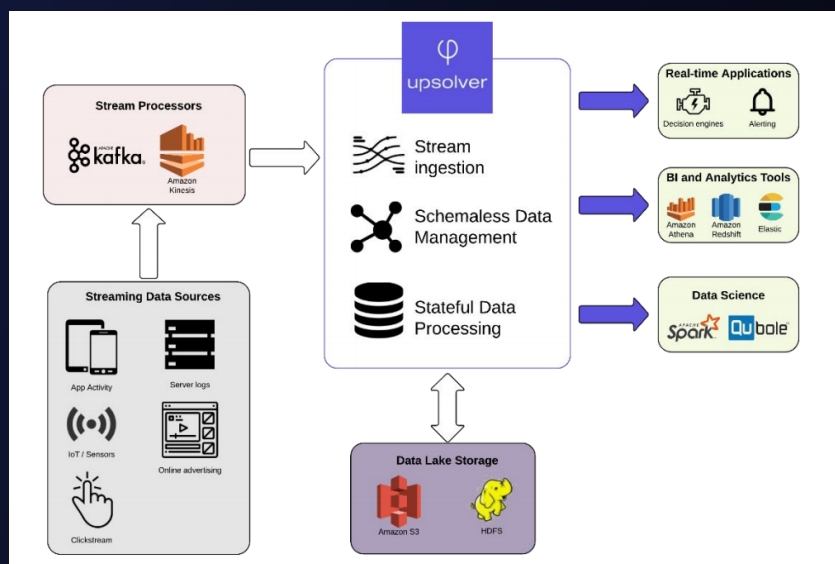 Stream Processors
APACHE
kafka
Amazon
Kinesis
Streaming Data Sources
App Activity
Server logs
IoT / Sensors
Online advertising
Clickstream
upsolver
Stream
ingestion
Schemaless Data
Management
Stateful Data
Processing
Data Lake Storage
Amazon S3
HDFS
Real-time Applications
Decision engines
Alerting
BI and Analytics Tools
Amazon
Athena
Amazon
Redshift
Elastic
Data Science
APACHE
Spark
Qubole